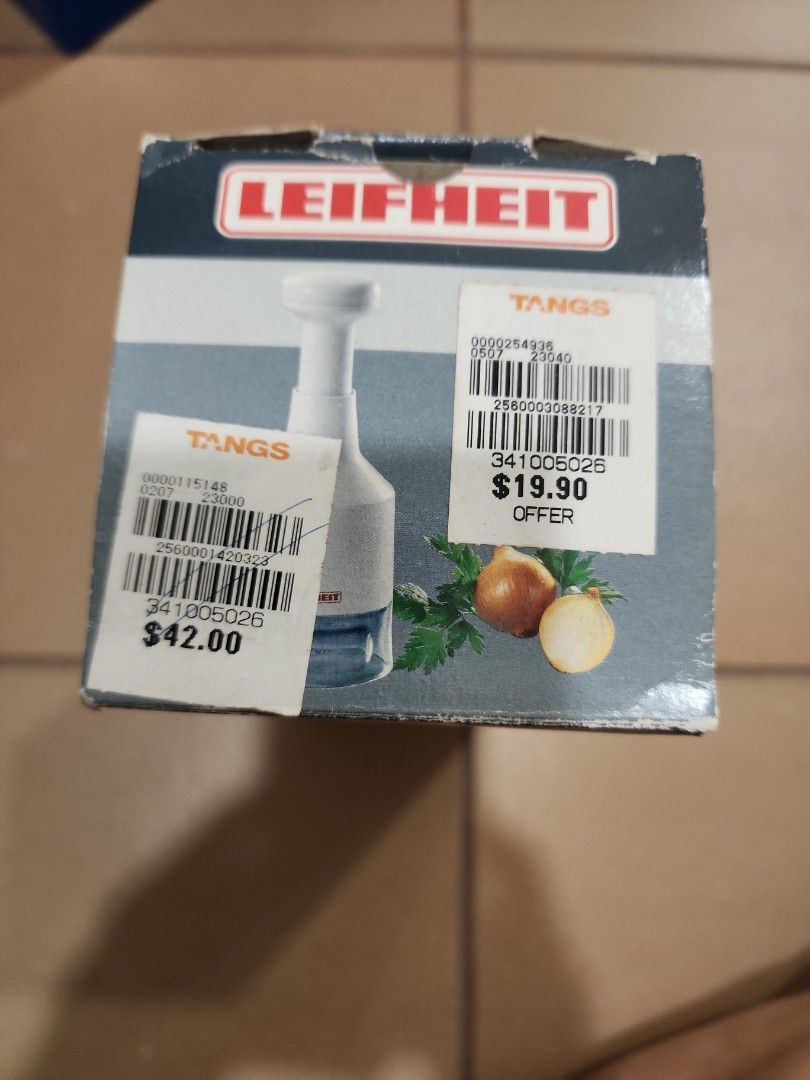 LEIFHEIT
TANGS
0000254936
0507 23040
2560003088217
341005026
$19.90
OFFER
TANGS
0000115148
0207 23000
2560001420323
341005026
$42.00